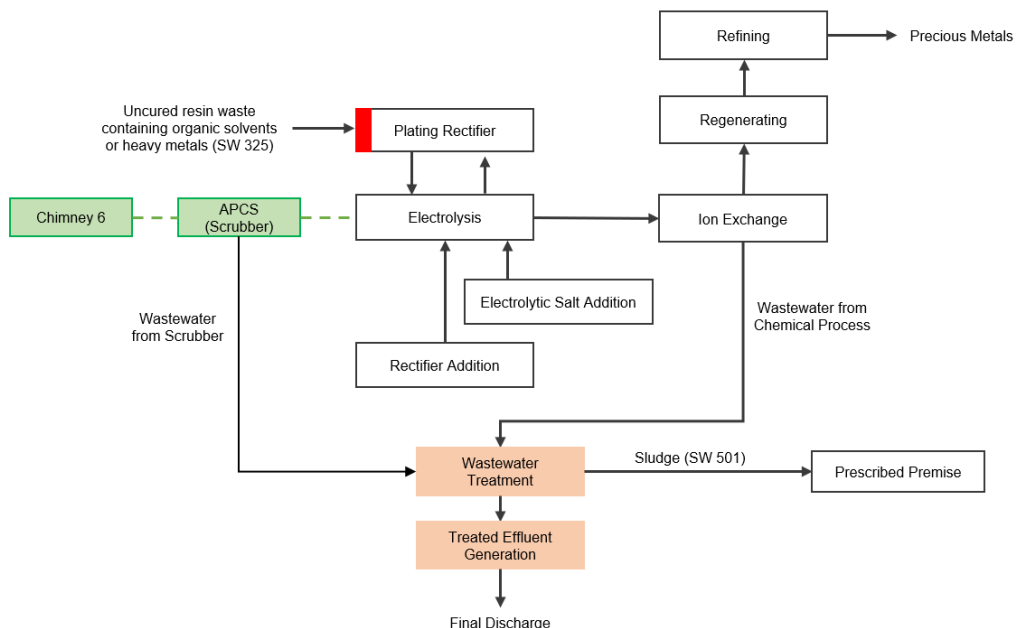 Refining
Precious Metals
Uncured resin waste
containing organic solvents
or heavy metals (SW 325)
Plating Rectifier
Regenerating
Chimney 6
APCS
(Scrubber)
Electrolysis
Ion Exchange
Electrolytic Salt Addition
Wastewater
from Scrubber
Wastewater from
Chemical Process
Rectifier Addition
Wastewater
Treatment
Sludge (SW 501)
Prescribed Premise
Treated Effluent
Generation
Final Discharge